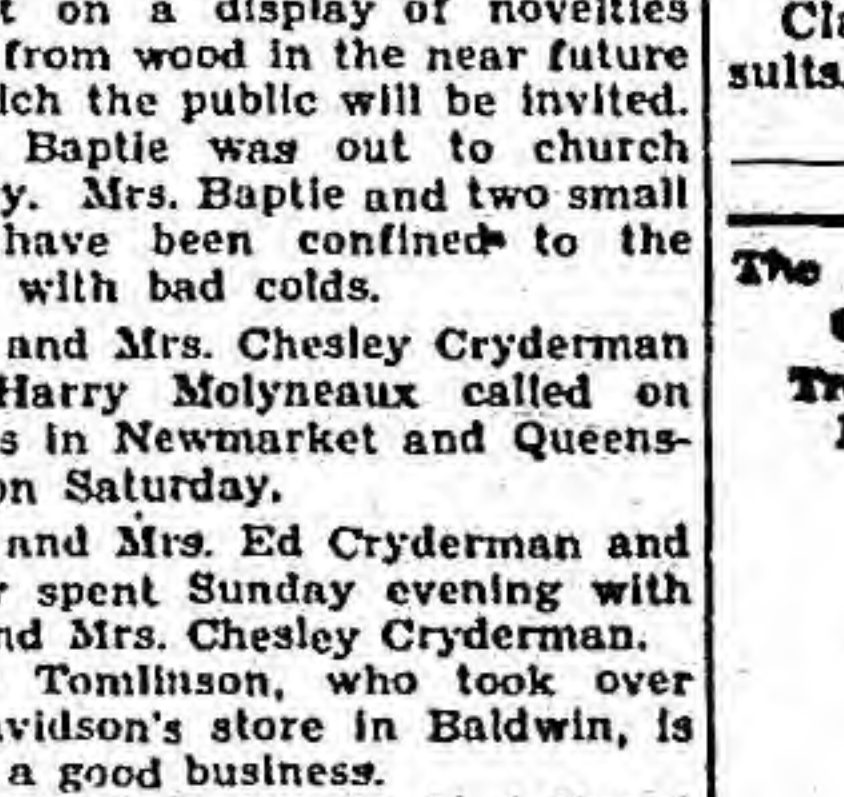 on a display of novelties
from wood in the near future
the public will be invited.
Baptie was out to church
y. Mrs. Baptie and two small
have been confined to the
with bad colds.
and Mrs. Chesley Cryderman
Harry Molyneaux called on
s in Newmarket and Queens-
on Saturday.
and Mrs. Ed Cryderman and
r spent Sunday evening with
nd Mrs. Chesley Cryderman.
Tomlinson, who took over
avidson's store in Baldwin, is
a good business.
Cla
sults.
The
Tr